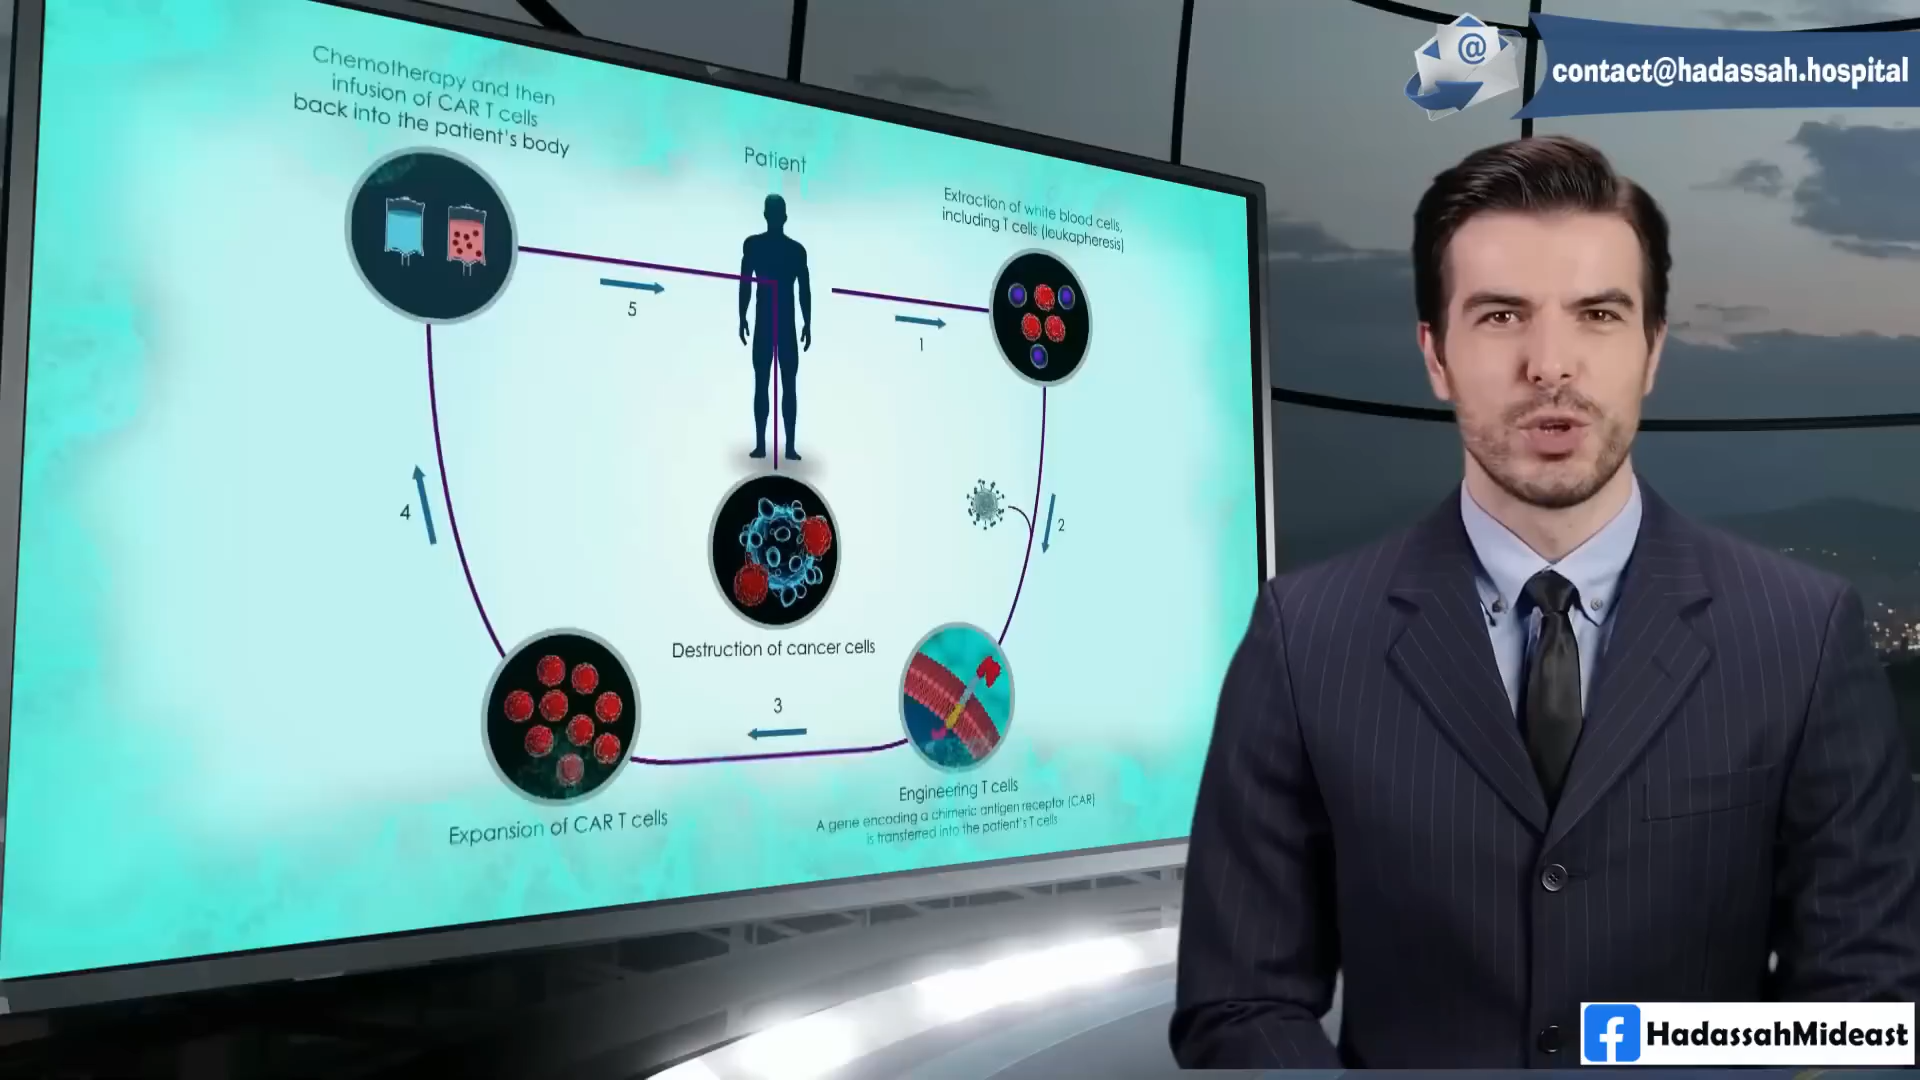 Chemotherapy and then
infusion of CAR T cells
back into the patient's body
Patient
Extraction of white blood cells,
including T cells (leukapheresis)
5
1
4
2
Destruction of cancer cells
3
Engineering T cells
A gene encoding a chimeric antigen receptor (CAR)
is transferred into the patient's T cells
Expansion of CAR T cells
@
contact@hadassah.hospital
f HadassahMideast